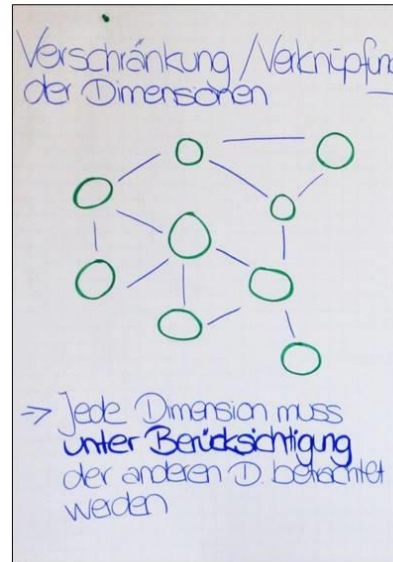 Verschränkung/Verknüpfung
der Dimensionen
→ Jede Dimension muss
unter Berücksichtigung
der anderen D. betrachtet
werden